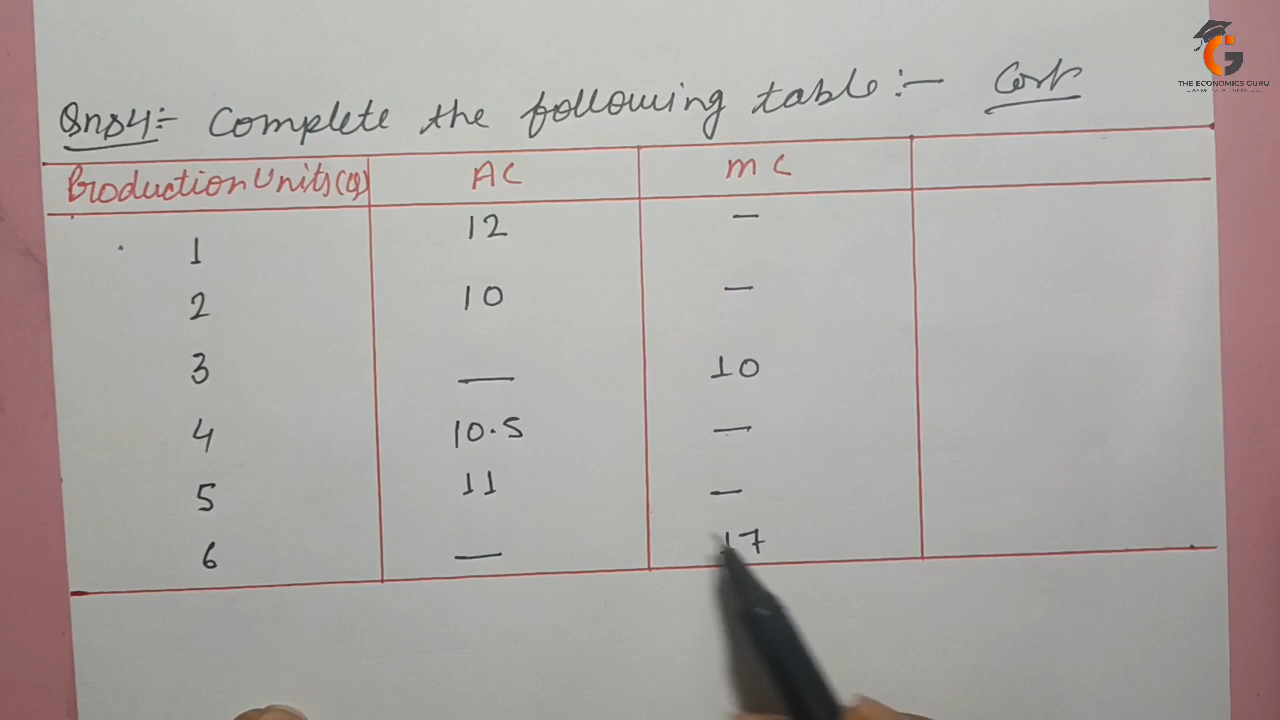 Qns4:- Complete the following table:- Cost
Production Units(Q) AC MC
1 12 —
2 10 —
3 — 10
4 10.5 —
5 11 —
6 — 17
G
THE ECONOMICS GURU